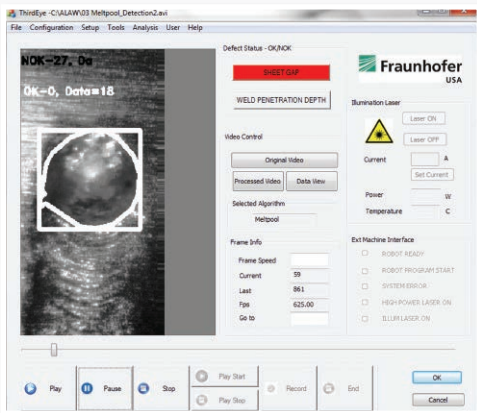 ThirdEye -C:\ALAW\03 Meltpool_Detection2.avi
File Configuration Setup Tools Analysis User Help
NOK-27, Da
OK-0, Data=18
Defect Status - OK/NOK
SHEET GAP
WELD PENETRATION DEPTH
Video Control
Original Video
Processed Video Data View
Selected Algorithm
Meltpool
Frame Info
Frame Speed
Current 59
Last 861
Fps 625.00
Go to
Fraunhofer
USA
Illumination Laser
Laser ON
Laser OFF
Current A
Set Current
Power W
Temperature C
Ext Machine Interface
ROBOT READY
ROBOT PROGRAM START
SYSTEM ERROR
HIGH POWER LASER ON
ILLUM LASER ON
Play
Pause
Stop
Play Start
Play Stop
Record
End
OK
Cancel